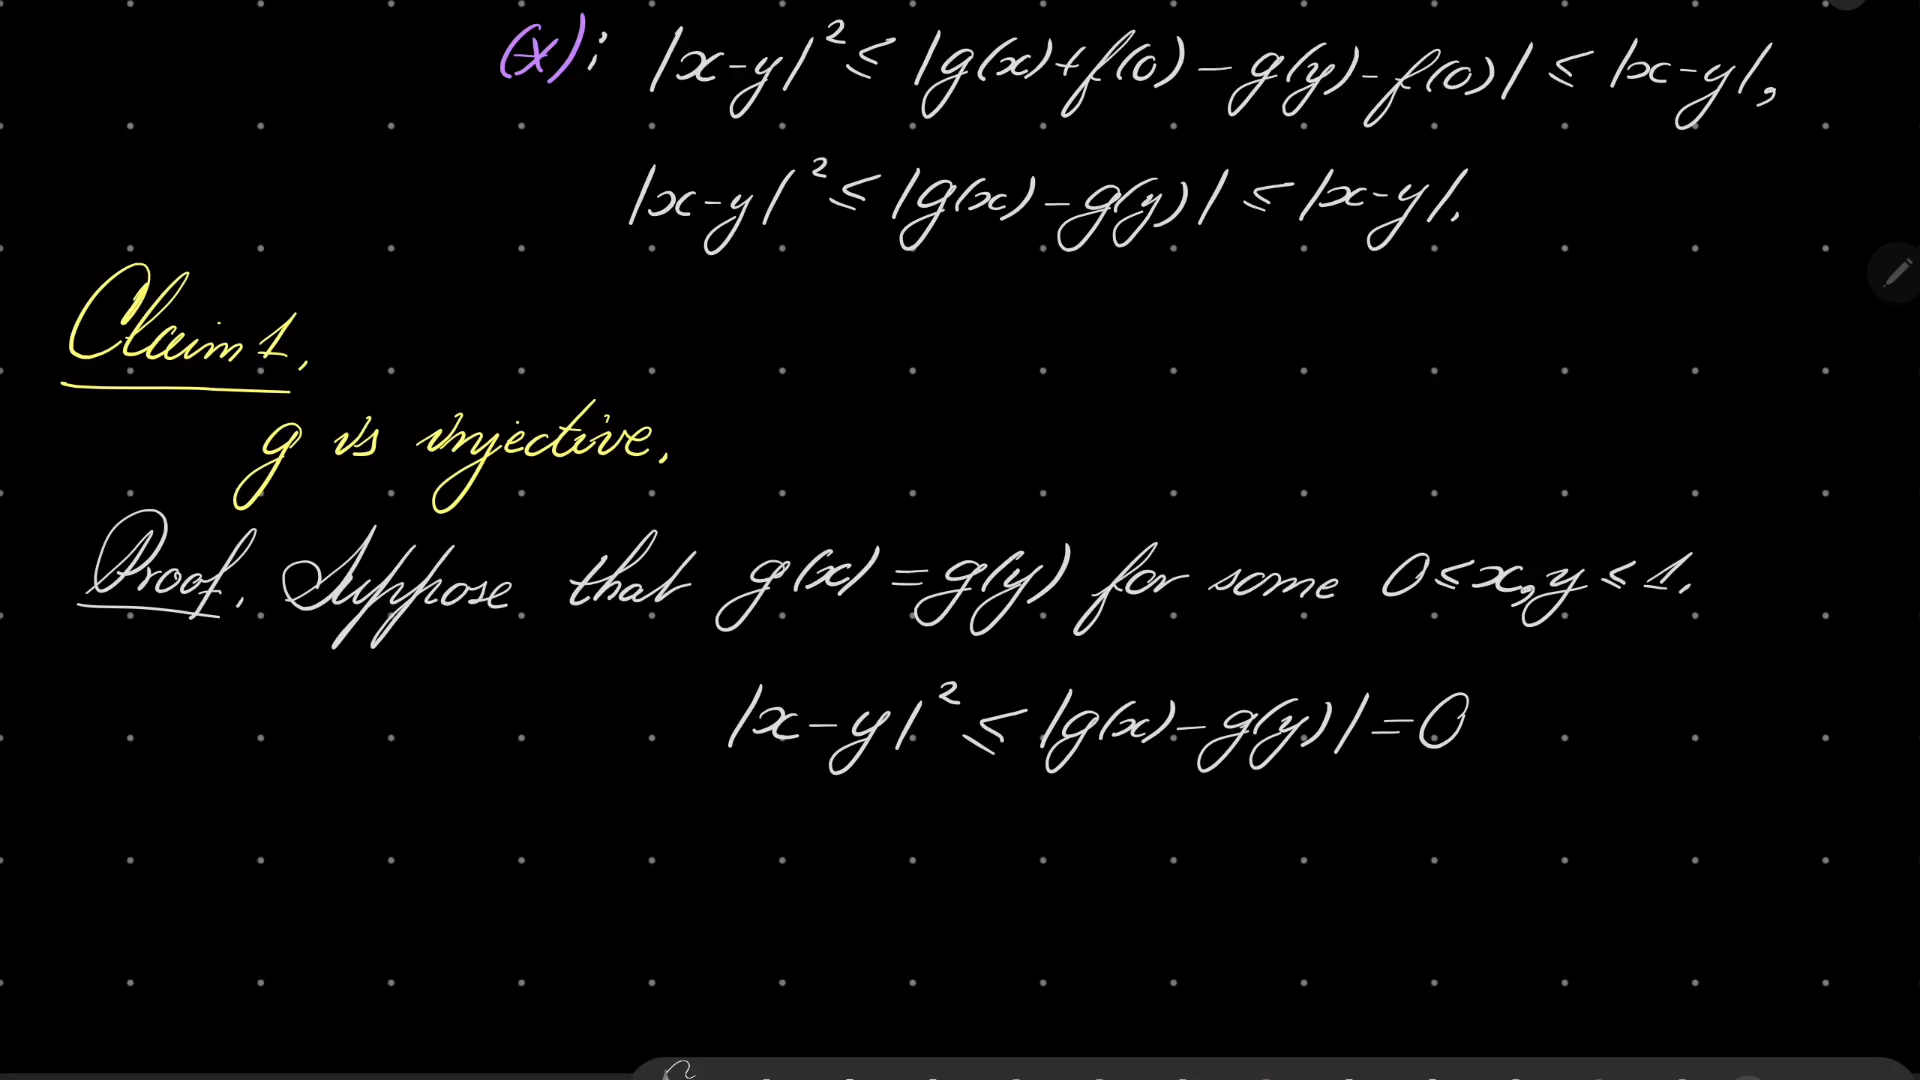 (*): |x-y|² ≤ |g(x)+f(0)-g(y)-f(0)| ≤ |x-y|,
|x-y|² ≤ |g(x)-g(y)| ≤ |x-y|.
Claim 1.
g is injective.
Proof. Suppose that g(x)=g(y) for some 0≤x,y≤1.
|x-y|² ≤ |g(x)-g(y)|=0